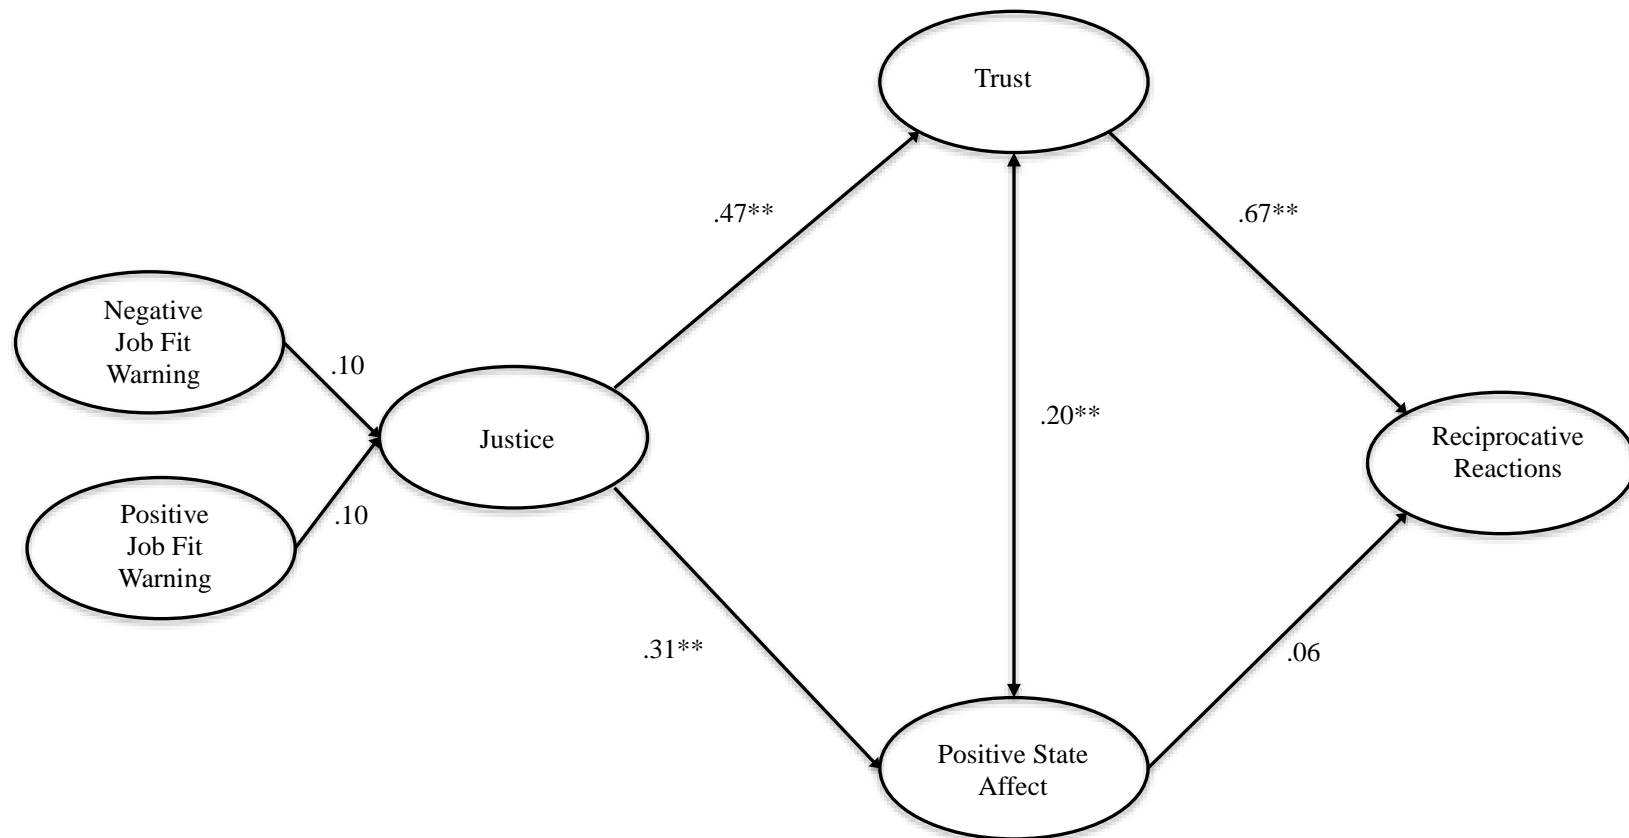 Trust
.47**
.67**
Negative
Job Fit
Warning
.10
Justice
.20**
Reciprocative
Reactions
Positive
Job Fit
Warning
.10
.31**
.06
Positive State
Affect